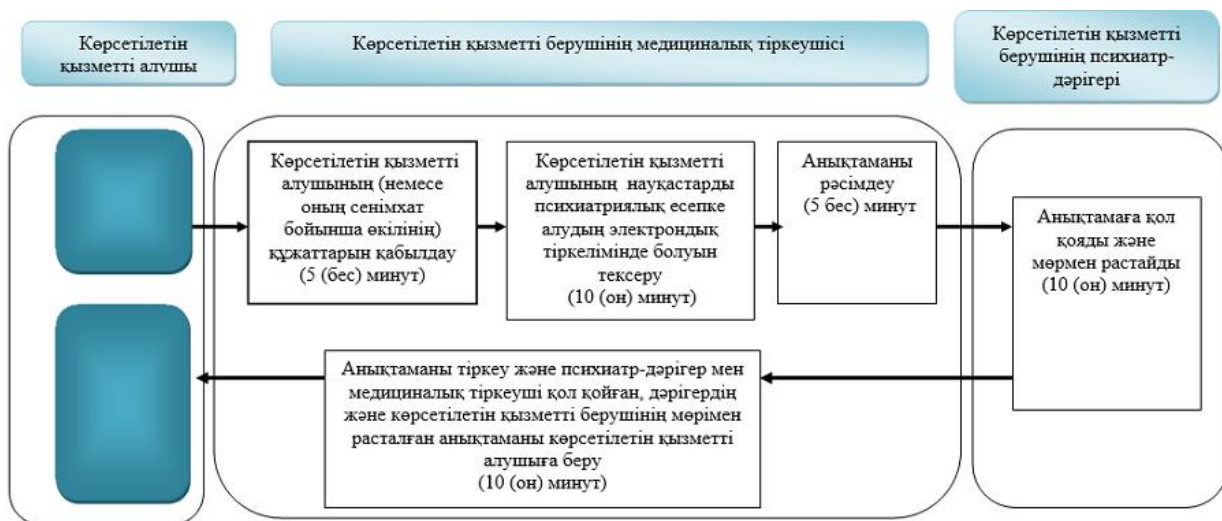 Көрсетілетін
қызметті алушы
Көрсетілетін қызметті берушінің медициналық тіркеушісі
Көрсетілетін қызметті
берушінің психиатр-
дәрігері
Көрсетілетін қызметті
алушының (немесе
оның сенімхат
бойынша өкілінің)
құжаттарын қабылдау
(5 (бес) минут)
Көрсетілетін қызметті
алушының науқастарды
психиатриялық есепке
алудың электрондық
тіркелімінде болуын
тексеру
(10 (он) минут)
Анықтаманы
рәсімдеу
(5 бес) минут
Анықтамаға қол
қояды және
мөрмен растайды
(10 (он) минут)
Анықтаманы тіркеу және психиатр-дәрігер мен
медициналық тіркеуші қол қойған, дәрігердің
және көрсетілетін қызметті берушінің мөрімен
расталған анықтаманы көрсетілетін қызметті
алушыға беру
(10 (он) минут)